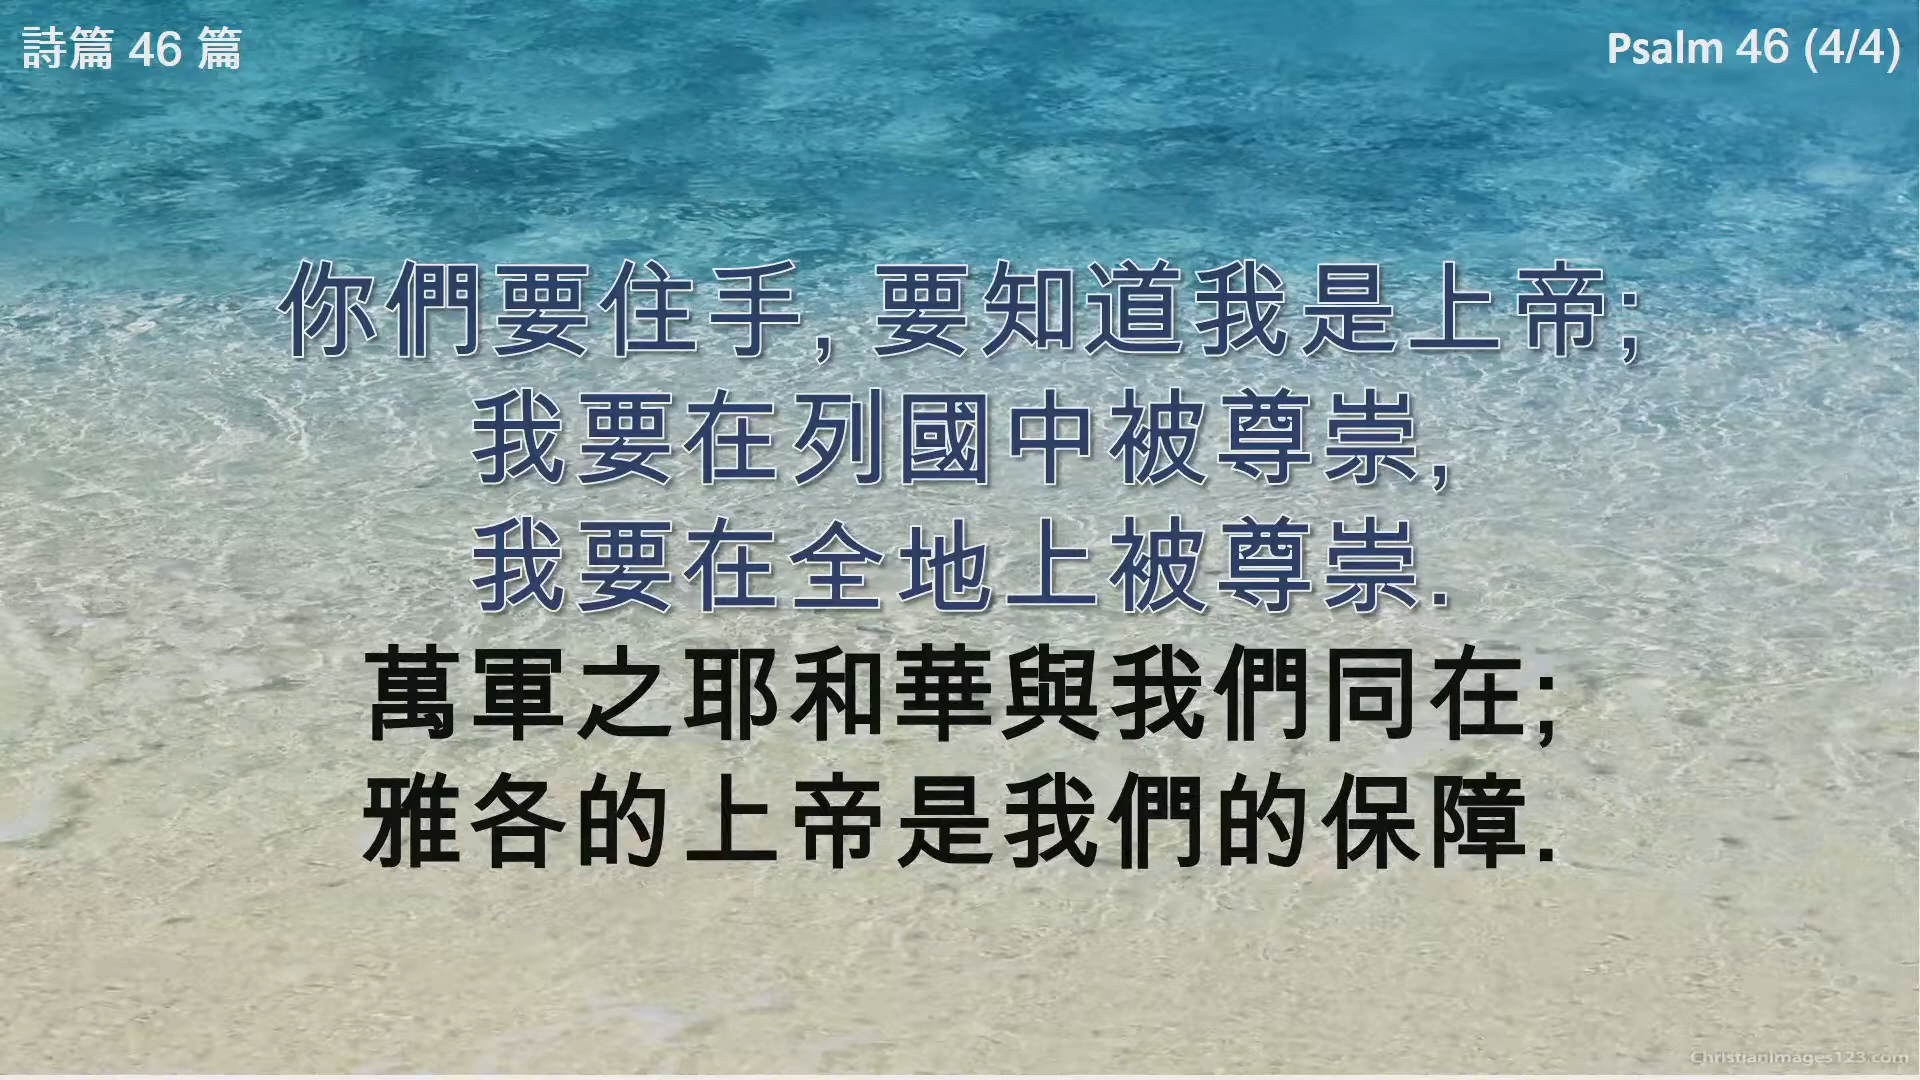 詩篇 46 篇
Psalm 46 (4/4)
你們要住手, 要知道我是上帝;
我要在列國中被尊崇,
我要在全地上被尊崇.
萬軍之耶和華與我們同在;
雅各的上帝是我們的保障.
Christianimages123.com